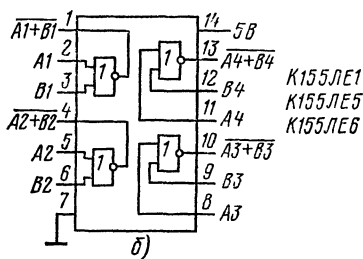 1 14 5В
A1+B1
2 13 A4+B4
A1 1 1
3 12 B4
B1
4 11 A4
A2+B2
5 10 A3+B3
A2 1 1
6 9 B3
B2
7 8 A3
К155ЛЕ1
К155ЛЕ5
К155ЛЕ6
б)